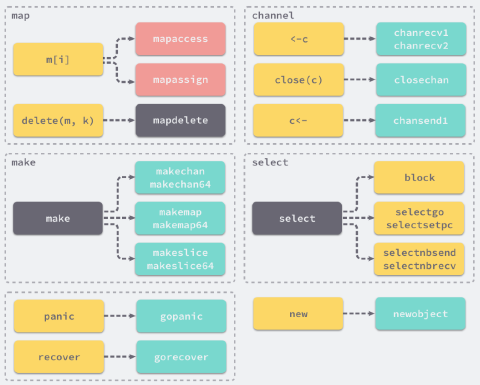 map
m[i]
mapaccess
mapassign
delete(m, k)
mapdelete
channel
<-c
chanrecv1
chanrecv2
close(c)
closechan
c<-
chansend1
make
make
makechan
makechan64
makemap
makemap64
makeslice
makeslice64
select
select
block
selectgo
selectsetpc
selectnbsend
selectnbrecv
panic
gopanic
recover
gorecover
new
newobject